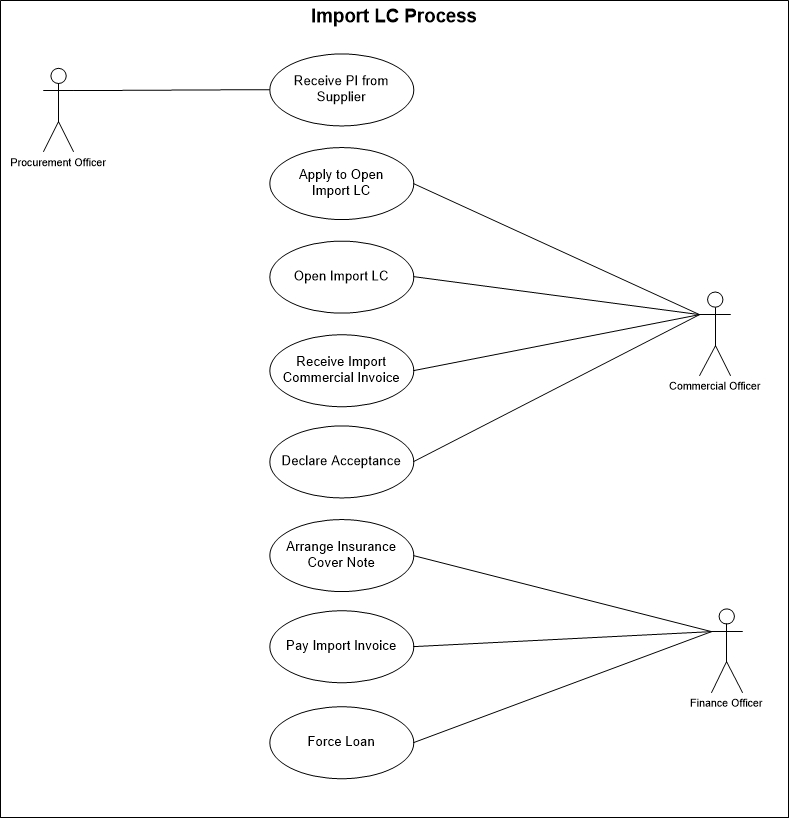 Import LC Process
Receive PI from
Supplier
Procurement Officer
Apply to Open
Import LC
Open Import LC
Receive Import
Commercial Invoice
Commercial Officer
Declare Acceptance
Arrange Insurance
Cover Note
Pay Import Invoice
Finance Officer
Force Loan